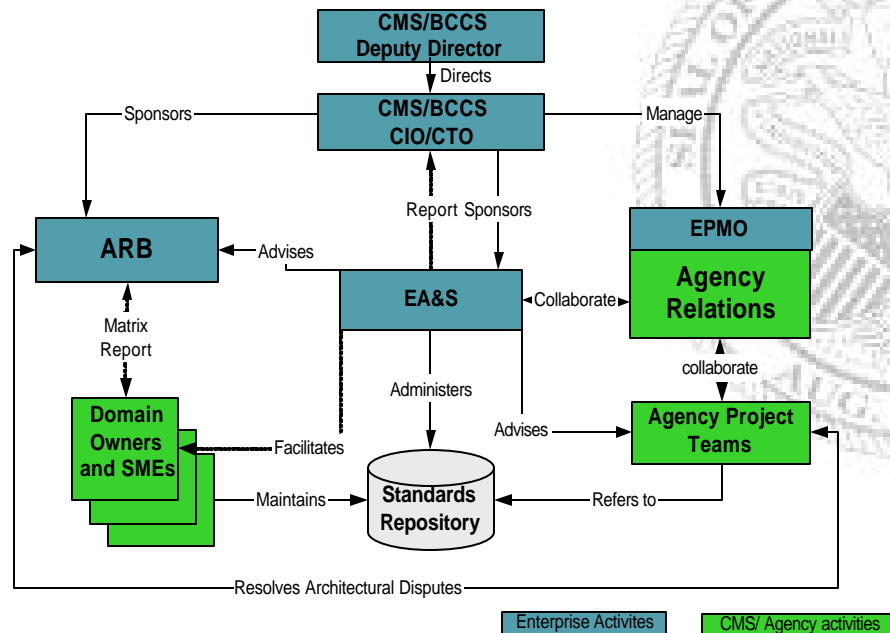 CMS/BCCS
Deputy Director
Directs
CMS/BCCS
CIO/CTO
Sponsors
Manage
Report
Sponsors
ARB
EPMO
Agency
Relations
Advises
EA&S
Collaborate
Matrix
Report
collaborate
Administers
Domain
Owners
and SMEs
Facilitates
Advises
Agency Project
Teams
Maintains
Standards
Repository
Refers to
Resolves Architectural Disputes
Enterprise Activites
CMS/ Agency activities